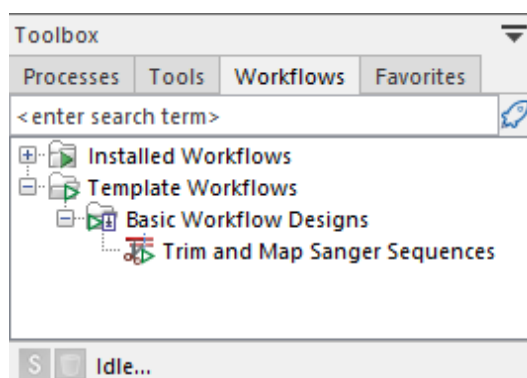 Toolbox
Processes Tools Workflows Favorites
<enter search term>
Installed Workflows
Template Workflows
Basic Workflow Designs
Trim and Map Sanger Sequences
S Idle...